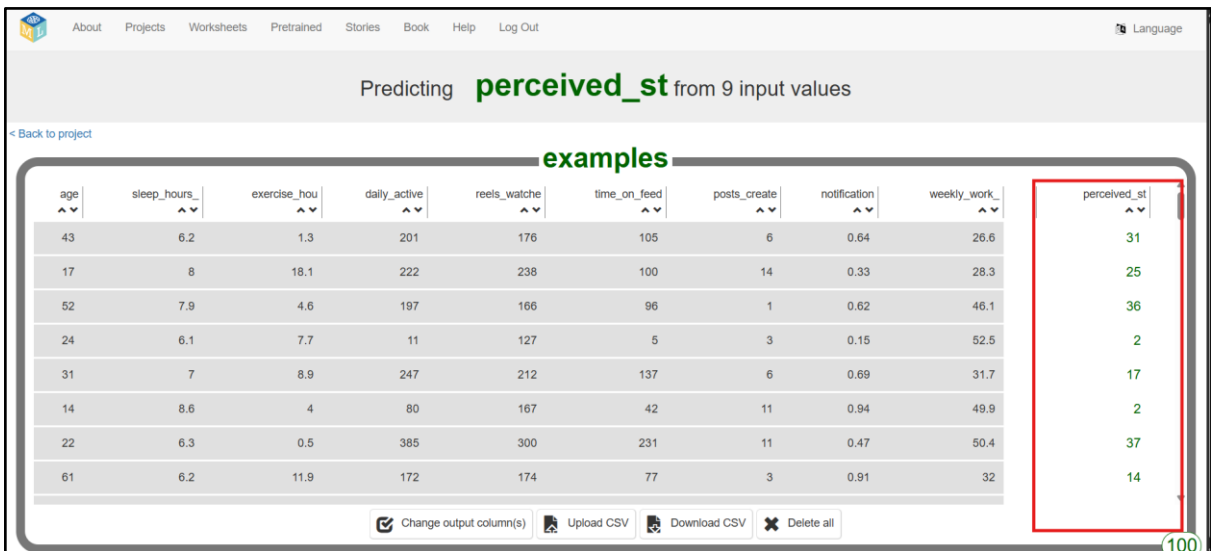 About Projects Worksheets Pretrained Stories Book Help Log Out Language
Predicting perceived_st from 9 input values
< Back to project
examples
age sleep_hours_ exercise_hou daily_active reels_watche time_on_feed posts_create notification weekly_work_ perceived_st
43 6.2 1.3 201 176 105 6 0.64 26.6 31
17 8 18.1 222 238 100 14 0.33 28.3 25
52 7.9 4.6 197 166 96 1 0.62 46.1 36
24 6.1 7.7 11 127 5 3 0.15 52.5 2
31 7 8.9 247 212 137 6 0.69 31.7 17
14 8.6 4 80 167 42 11 0.94 49.9 2
22 6.3 0.5 385 300 231 11 0.47 50.4 37
61 6.2 11.9 172 174 77 3 0.91 32 14
Change output column(s) Upload CSV Download CSV Delete all
100